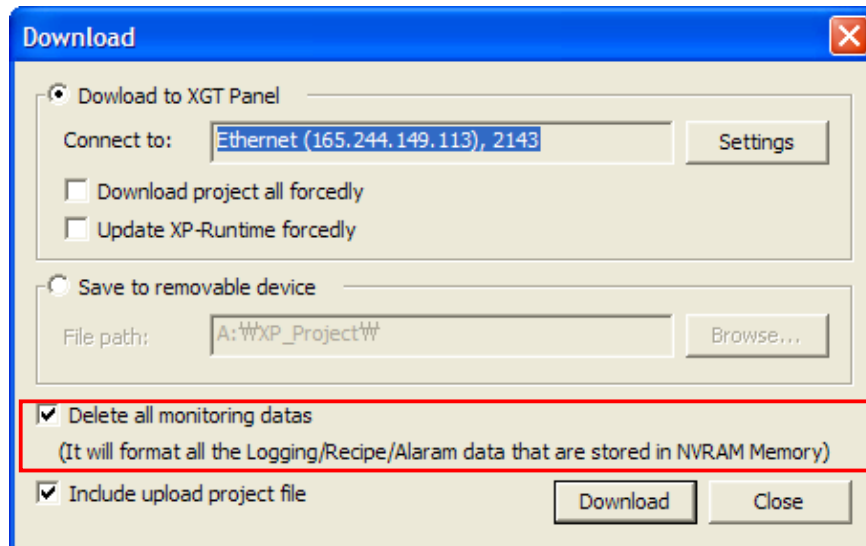 Download
Dowload to XGT Panel
Connect to: Ethernet (165.244.149.113), 2143 Settings
Download project all forcedly
Update XP-Runtime forcedly
Save to removable device
File path: A:₩XP_Project₩ Browse...
Delete all monitoring datas
(It will format all the Logging/Recipe/Alaram data that are stored in NVRAM Memory)
Include upload project file Download Close